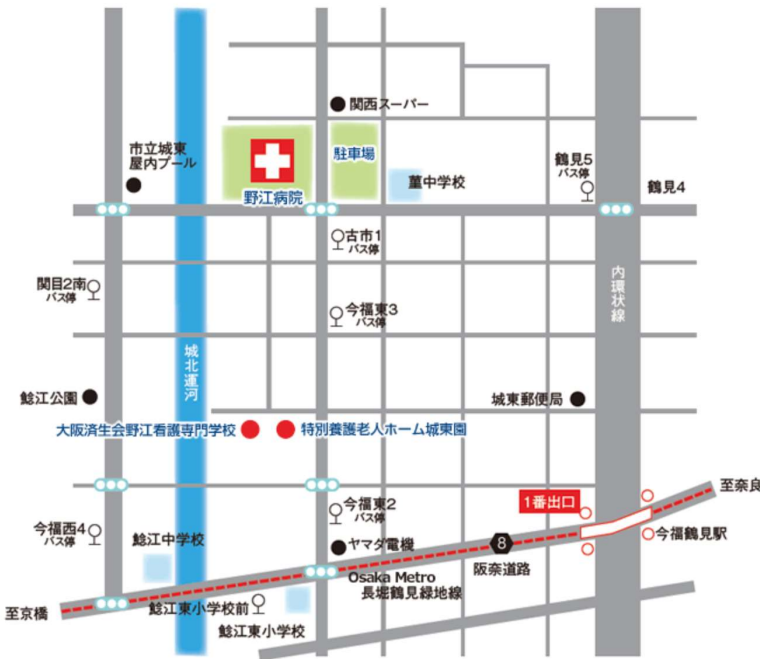 関西スーパー
市立城東
屋内プール
駐車場
鶴見5
バス停
野江病院
菫中学校
鶴見4
古市1
バス停
内環状線
関目2南
バス停
今福東3
バス停
城北運河
鯰江公園
城東郵便局
大阪済生会野江看護専門学校
特別養護老人ホーム城東園
至奈良
1番出口
今福東2
バス停
今福西4
バス停
鯰江中学校
ヤマダ電機
8
今福鶴見駅
阪奈道路
Osaka Metro
長堀鶴見緑地線
至京橋
鯰江東小学校前
鯰江東小学校